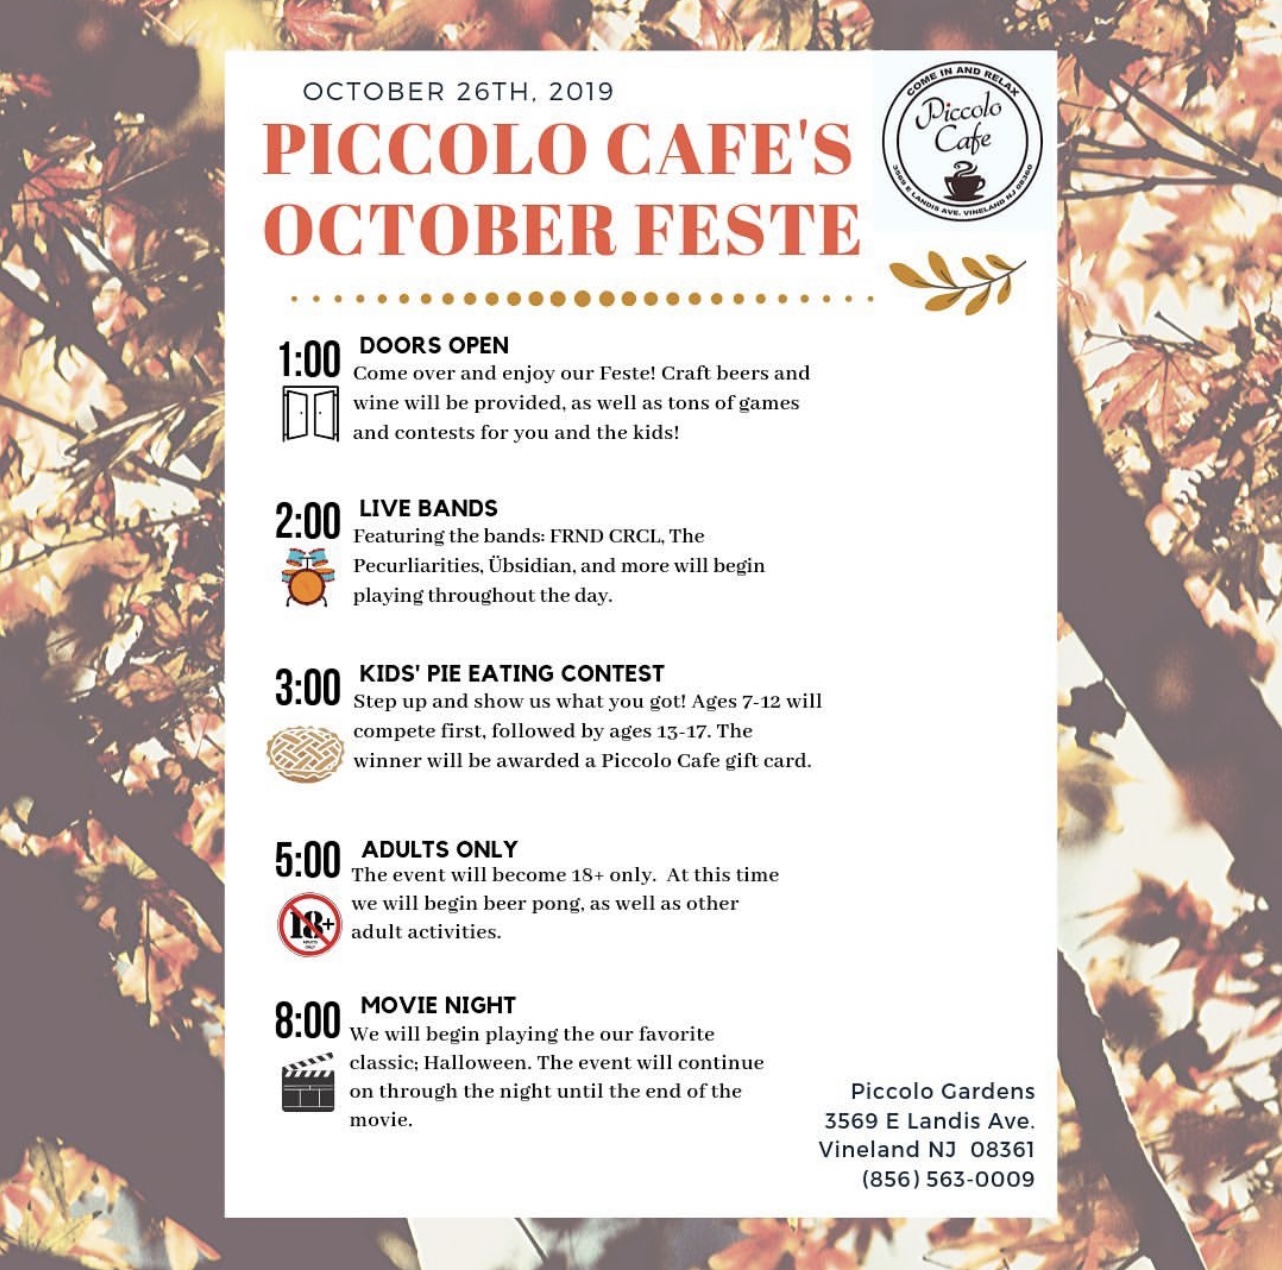 OCTOBER 26TH, 2019
PICCOLO CAFE'S
OCTOBER FESTE
COME IN AND RELAX
Piccolo
Cafe
3569 E LANDIS AVE. VINELAND NJ 08360
1:00 DOORS OPEN
Come over and enjoy our Feste! Craft beers and
wine will be provided, as well as tons of games
and contests for you and the kids!
2:00 LIVE BANDS
Featuring the bands: FRND CRCL, The
Pecurliarities, Übsidian, and more will begin
playing throughout the day.
3:00 KIDS' PIE EATING CONTEST
Step up and show us what you got! Ages 7-12 will
compete first, followed by ages 13-17. The
winner will be awarded a Piccolo Cafe gift card.
5:00 ADULTS ONLY
The event will become 18+ only. At this time
we will begin beer pong, as well as other
adult activities.
18+
ADULTS
ONLY
8:00 MOVIE NIGHT
We will begin playing the our favorite
classic; Halloween. The event will continue
on through the night until the end of the
movie.
Piccolo Gardens
3569 E Landis Ave.
Vineland NJ 08361
(856) 563-0009